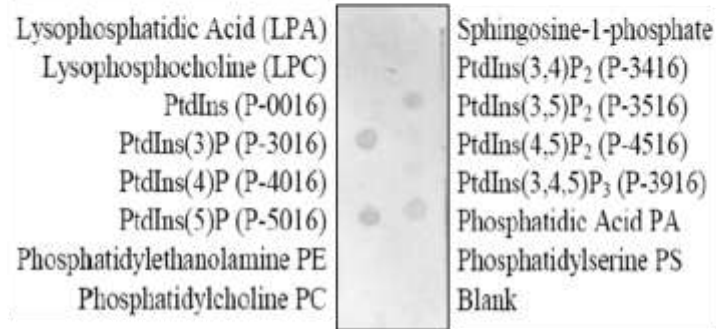 Lysophosphatidic Acid (LPA)
Lysophosphocholine (LPC)
PtdIns (P-0016)
PtdIns(3)P (P-3016)
PtdIns(4)P (P-4016)
PtdIns(5)P (P-5016)
Phosphatidylethanolamine PE
Phosphatidylcholine PC
Sphingosine-1-phosphate
PtdIns(3,4)P₂ (P-3416)
PtdIns(3,5)P₂ (P-3516)
PtdIns(4,5)P₂ (P-4516)
PtdIns(3,4,5)P₃ (P-3916)
Phosphatidic Acid PA
Phosphatidylserine PS
Blank